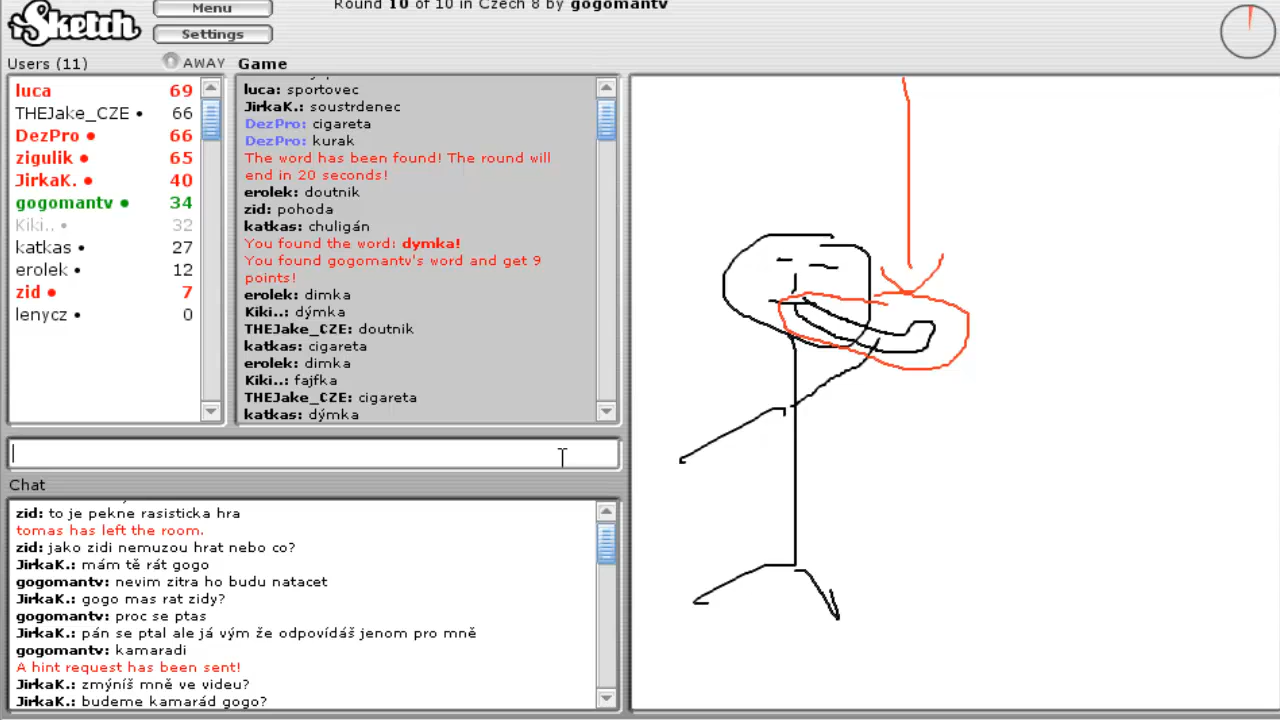 iSketch
Menu
Settings
Round 10 of 10 in Czech 8 by gogomantv
Users (11)
AWAY
Game
luca 69
THEJake_CZE • 66
DezPro • 66
zigulik • 65
JirkaK. • 40
gogomantv • 34
Kiki.. • 32
katkas • 27
erolek • 12
zid • 7
lenycz • 0
luca: sportovec
JirkaK.: soustrdenec
DezPro: cigareta
DezPro: kurak
The word has been found! The round will
end in 20 seconds!
erolek: doutnik
zid: pohoda
katkas: chuligán
You found the word: dymka!
You found gogomantv's word and get 9
points!
erolek: dimka
Kiki..: dýmka
THEJake_CZE: doutnik
katkas: cigareta
erolek: dimka
Kiki..: fajfka
THEJake_CZE: cigareta
katkas: dýmka
Chat
zid: to je pekne rasisticka hra
tomas has left the room.
zid: jako zidi nemuzou hrat nebo co?
JirkaK.: mám tě rát gogo
gogomantv: nevim zitra ho budu natacet
JirkaK.: gogo mas rat zidy?
gogomantv: proc se ptas
JirkaK.: pán se ptal ale já vým že odpovídáš jenom pro mně
gogomantv: kamaradi
A hint request has been sent!
JirkaK.: zmýníš mně ve videu?
JirkaK.: budeme kamarád gogo?